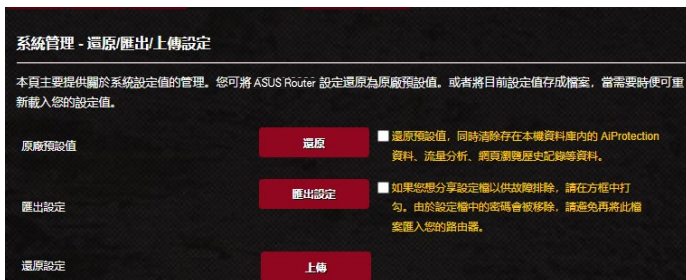 系統管理 - 還原/匯出/上傳設定
本頁主要提供關於系統設定值的管理。您可將 ASUS Router 設定還原為原廠預設值。或者將目前設定值存成檔案，當需要時便可重
新載入您的設定值。
原廠預設值
還原
還原預設值，同時清除存在本機資料庫內的 AiProtection
資料、流量分析、網頁瀏覽歷史記錄等資料。
匯出設定
匯出設定
如果您想分享設定檔以供故障排除，請在方框中打
勾。由於設定檔中的密碼會被移除，請避免再將此檔
案匯入您的路由器。
還原設定
上傳